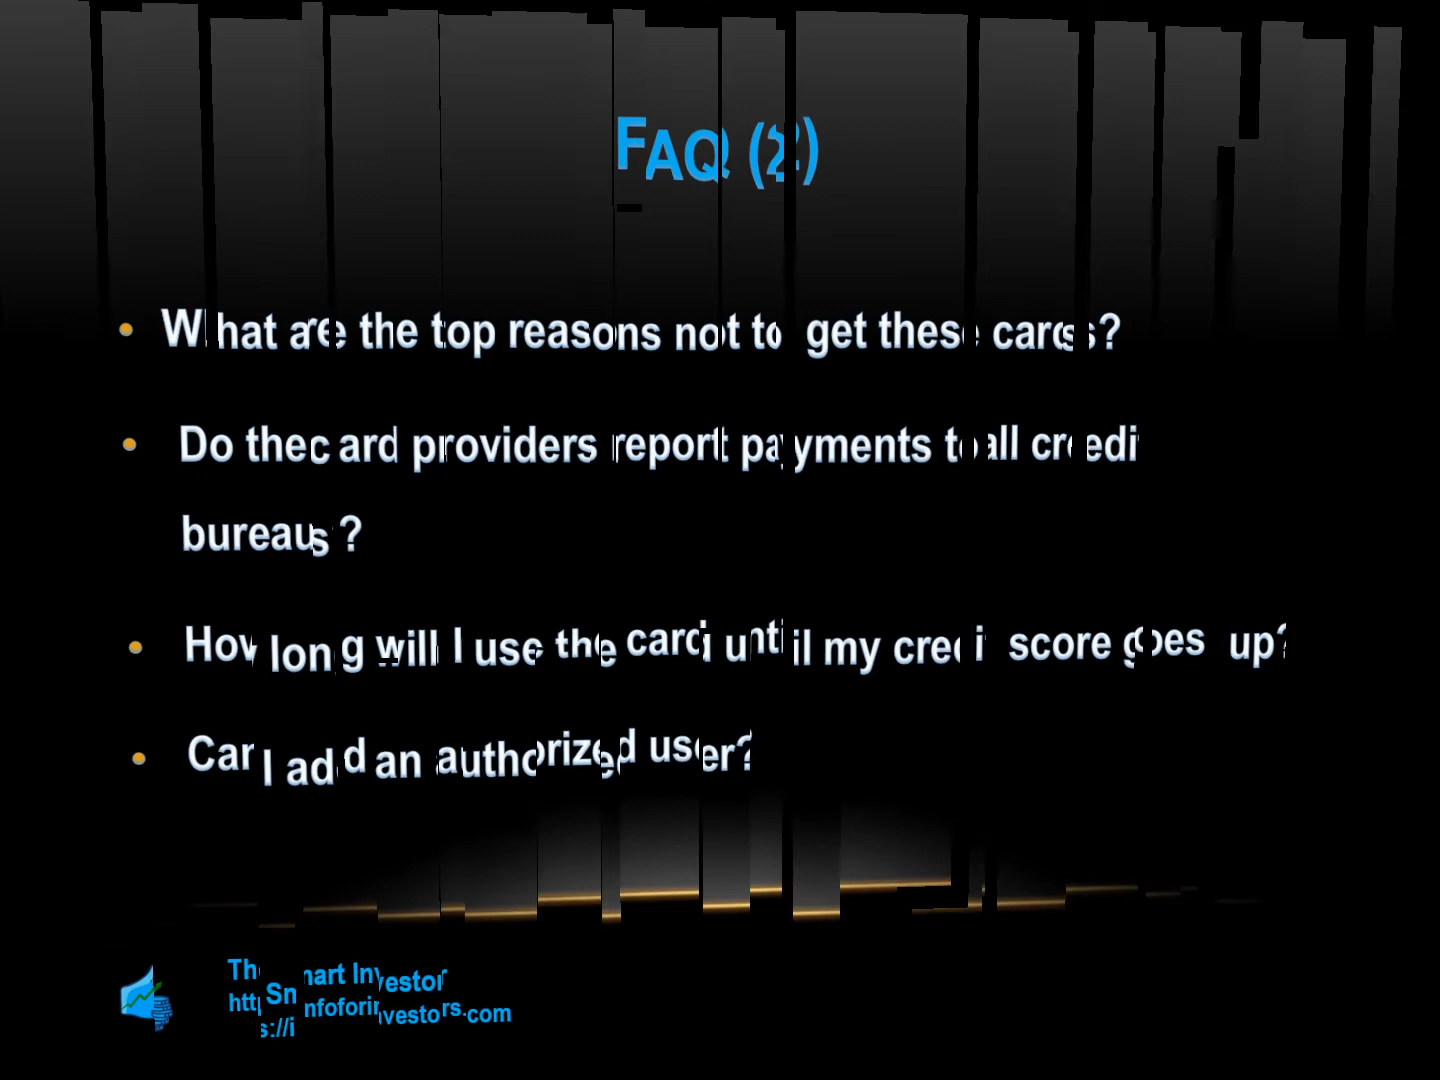 FAQ (2)
• What are the top reasons not to get these cards?
• Do the card providers report payments to all credit
bureaus?
• How long will I use the card until my credit score goes up?
• Can I add an authorized user?
The Smart Investor
https://infoforinvestors.com